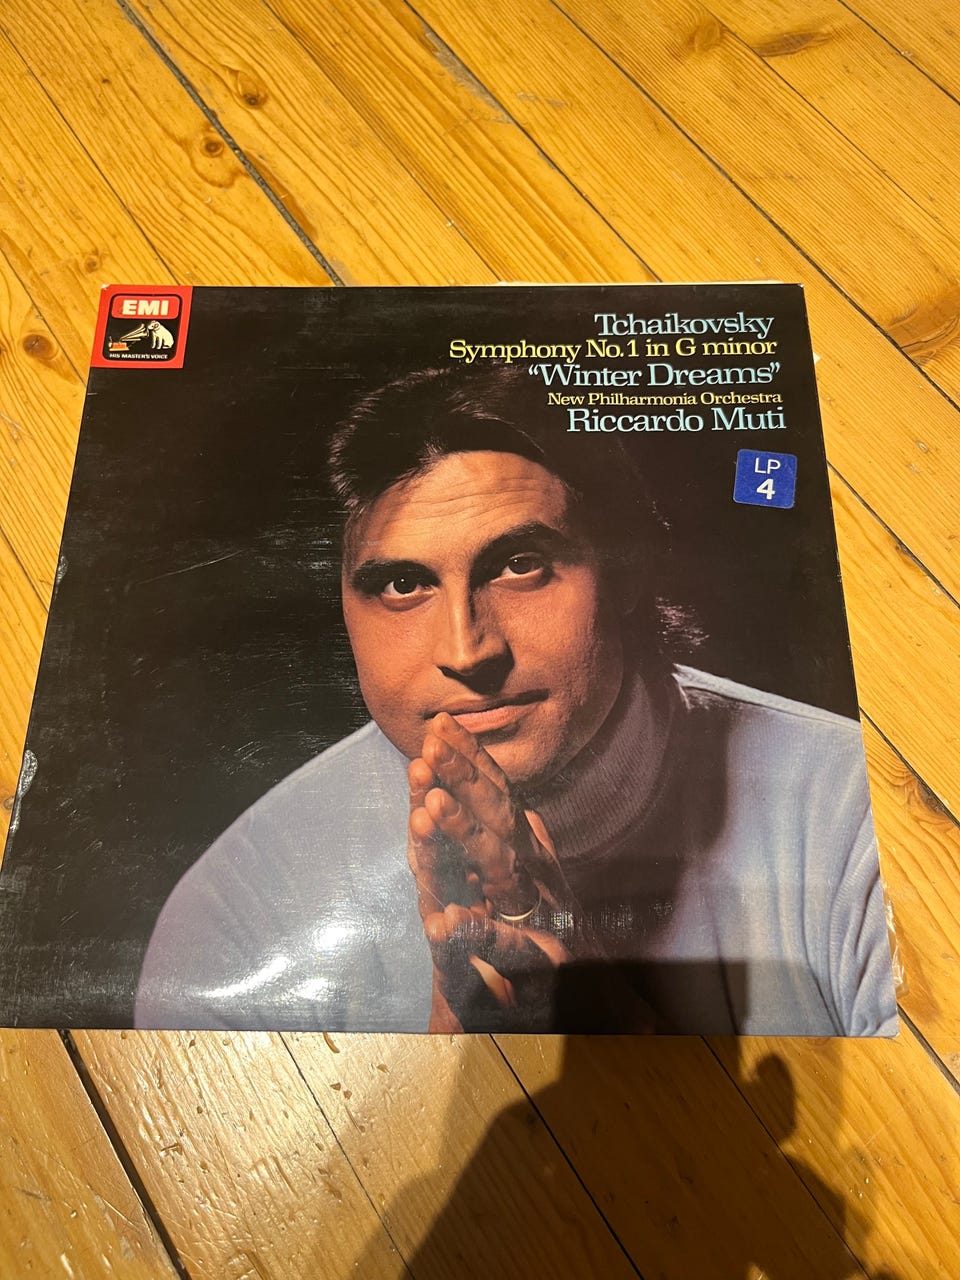 EMI
HIS MASTER'S VOICE
Tchaikovsky
Symphony No.1 in G minor
“Winter Dreams”
New Philharmonia Orchestra
Riccardo Muti
LP
4